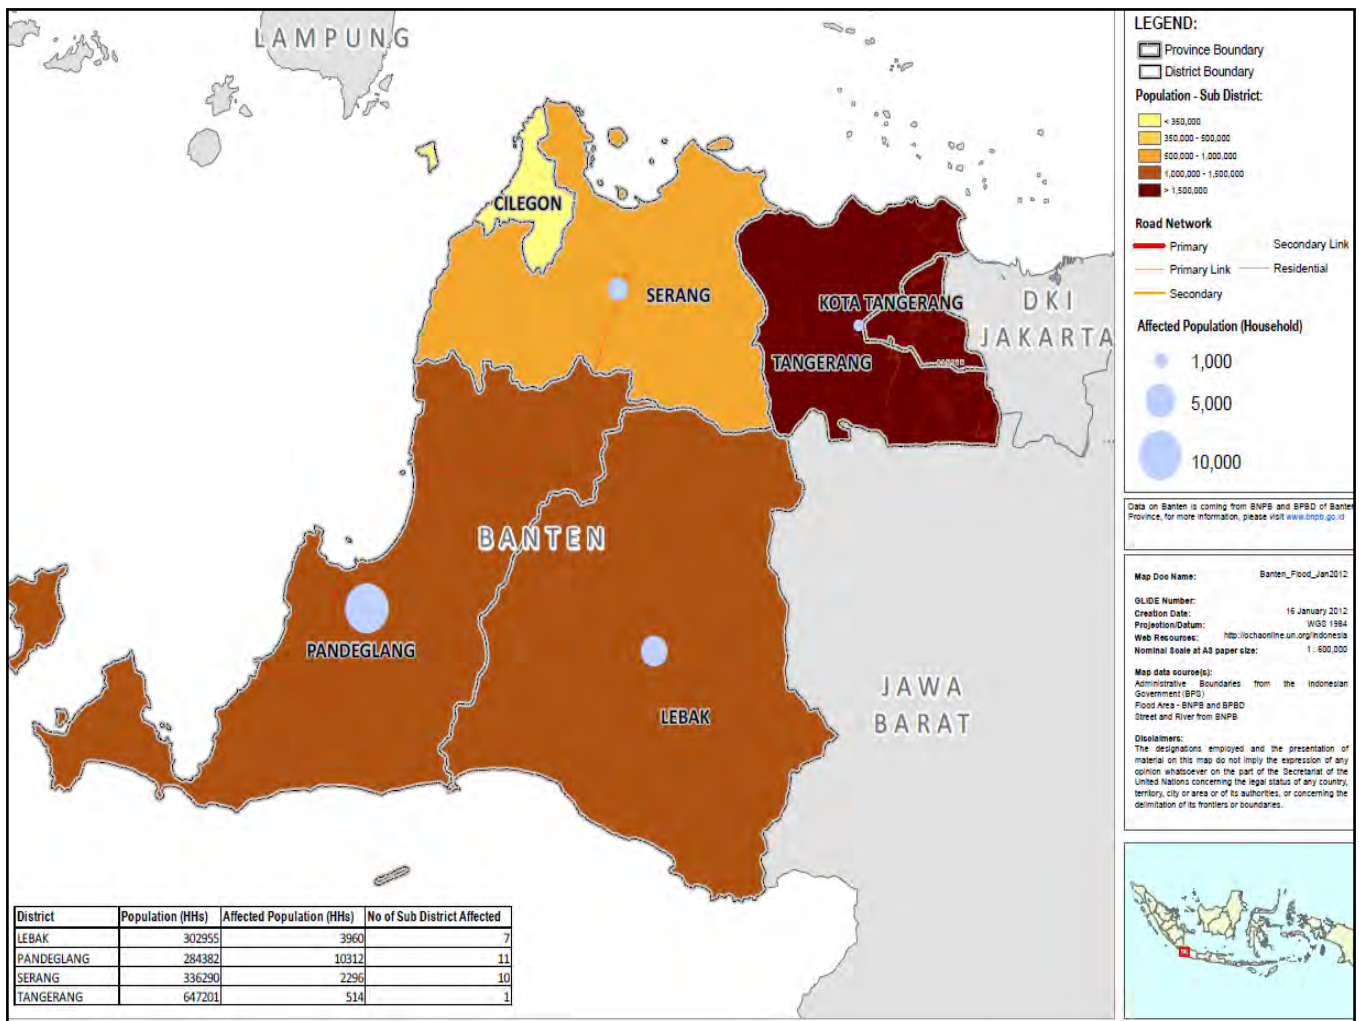 LAMPUNG
CILEGON
SERANG
KOTA TANGERANG
TANGERANG
DKI
JAKARTA
BANTEN
PANDEGLANG
LEBAK
JAWA
BARAT
District Population (HHs) Affected Population (HHs) No of Sub District Affected
LEBAK 302955 3960 7
PANDEGLANG 284382 10312 11
SERANG 336290 2296 10
TANGERANG 647201 514 1
LEGEND:
Province Boundary
District Boundary
Population - Sub District:
< 350,000
350,000 - 500,000
500,000 - 1,000,000
1,000,000 - 1,500,000
> 1,500,000
Road Network
Primary
Secondary Link
Primary Link
Residential
Secondary
Affected Population (Household)
1,000
5,000
10,000
Data on Banten is coming from BNPB and BPBD of Banten
Province, for more information, please visit www.bnpb.go.id
Map Doc Name: Banten_Flood_Jan2012
GLIDE Number:
Creation Date: 16 January 2012
Projection/Datum: WGS 1984
Web Resources: http://ochaonline.un.org/indonesia
Nominal Scale at A3 paper size: 1 : 600,000
Map data source(s):
Administrative Boundaries from the Indonesian
Government (BPS)
Flood Area - BNPB and BPBD
Street and River from BNPB
Disclaimers:
The designations employed and the presentation of
material on this map do not imply the expression of any
opinion whatsoever on the part of the Secretariat of the
United Nations concerning the legal status of any country,
territory, city or area or of its authorities, or concerning the
delimitation of its frontiers or boundaries.